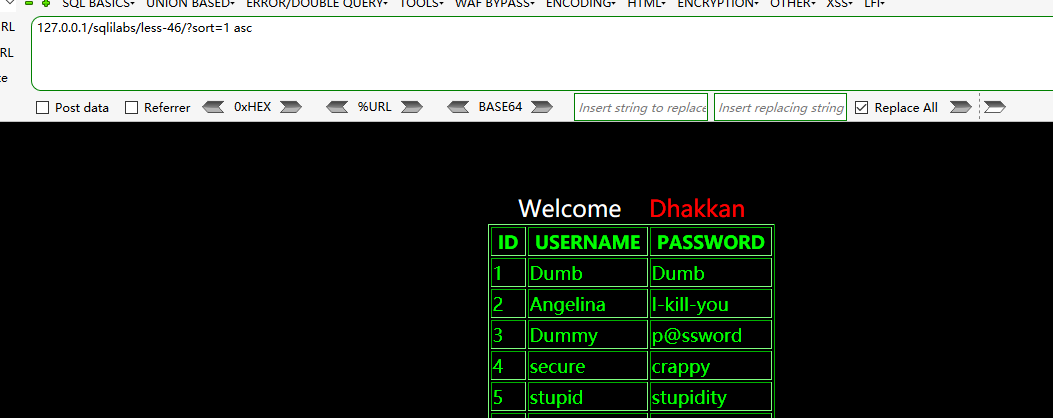 SQL BASICS UNION BASED ERROR/DOUBLE QUERY TOOLS WAF BYPASS ENCODING HTML ENCRYPTION OTHER XSS LFI
RL 127.0.0.1/sqlilabs/less-46/?sort=1 asc
RL
te
Post data Referrer 0xHEX %URL BASE64 Insert string to replace Insert replacing string Replace All
Welcome Dhakkan
ID USERNAME PASSWORD
1 Dumb Dumb
2 Angelina I-kill-you
3 Dummy p@ssword
4 secure crappy
5 stupid stupidity